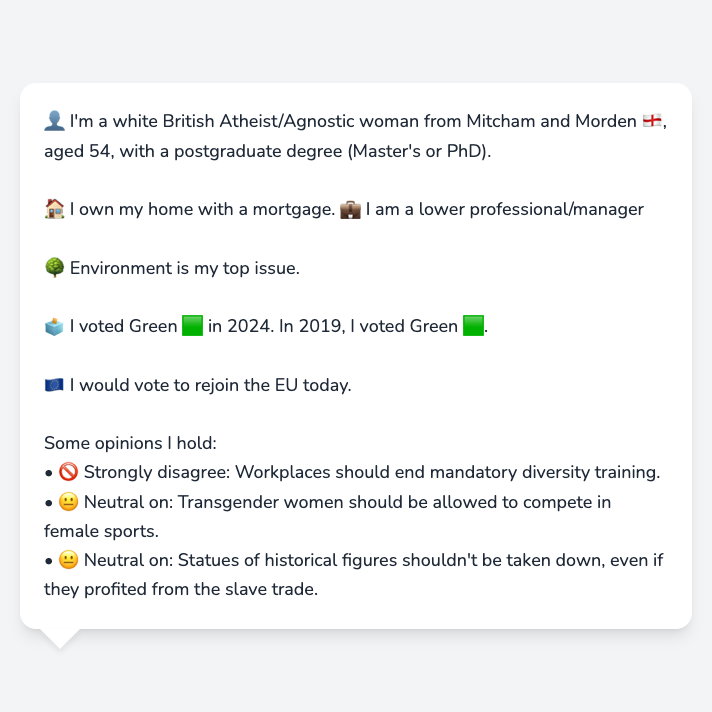 👤 I'm a white British Atheist/Agnostic woman from Mitcham and Morden 🏴󠁧󠁢󠁥󠁮󠁧󠁿,
aged 54, with a postgraduate degree (Master's or PhD).
🏠 I own my home with a mortgage. 💼 I am a lower professional/manager
🌳 Environment is my top issue.
🗳️ I voted Green 🟩 in 2024. In 2019, I voted Green 🟩.
🇪🇺 I would vote to rejoin the EU today.
Some opinions I hold:
• 🚫 Strongly disagree: Workplaces should end mandatory diversity training.
• 😐 Neutral on: Transgender women should be allowed to compete in
female sports.
• 😐 Neutral on: Statues of historical figures shouldn't be taken down, even if
they profited from the slave trade.